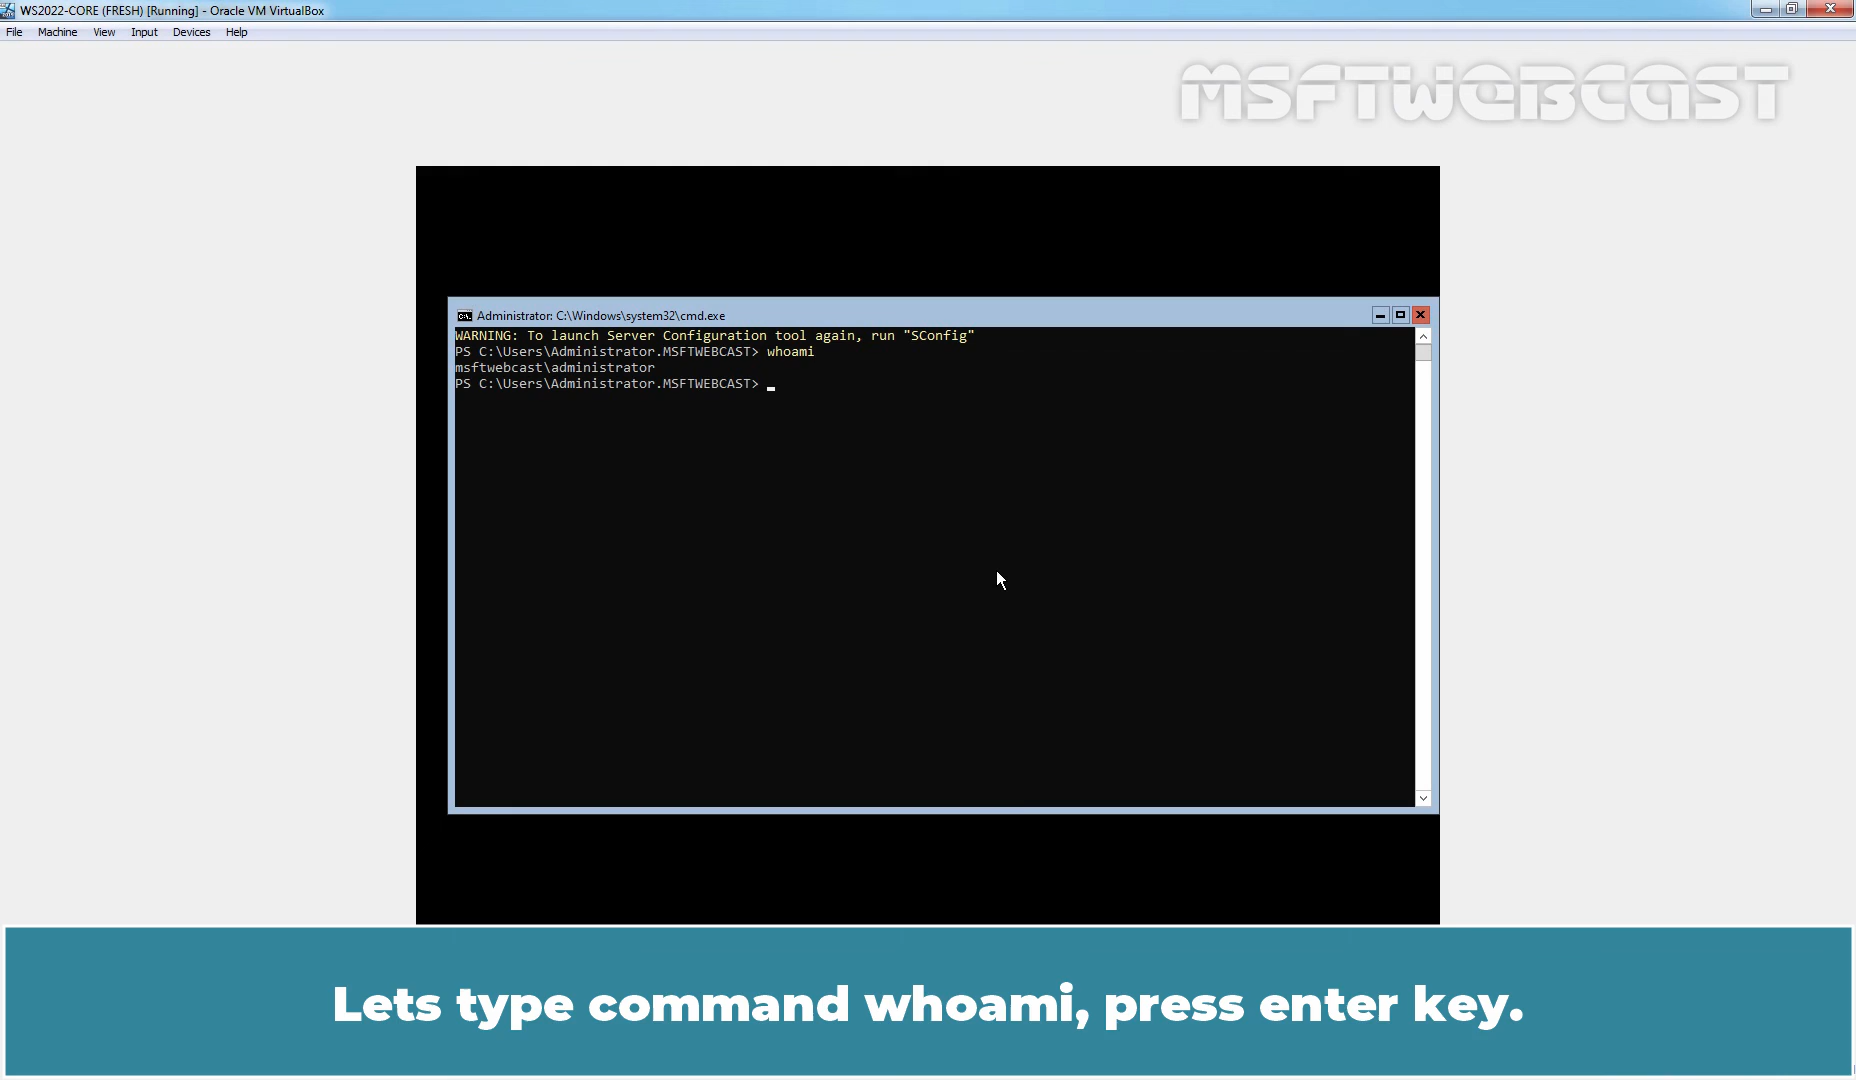 WS2022-CORE (FRESH) [Running] - Oracle VM VirtualBox
File Machine View Input Devices Help
MSFTWEBCAST
Administrator: C:\Windows\system32\cmd.exe
WARNING: To launch Server Configuration tool again, run "SConfig"
PS C:\Users\Administrator.MSFTWEBCAST> whoami
msftwebcast\administrator
PS C:\Users\Administrator.MSFTWEBCAST>
Lets type command whoami, press enter key.